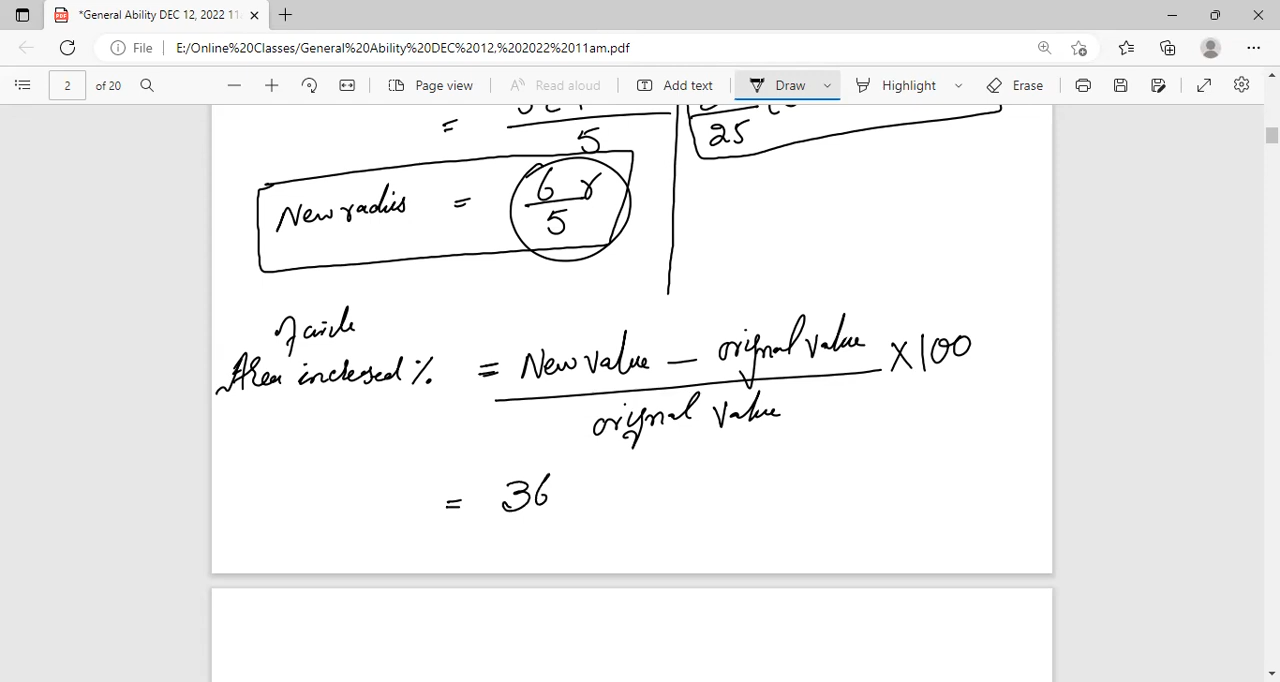 *General Ability DEC 12, 2022 11
File E:/Online%20Classes/General%20Ability%20DEC%2012,%202022%2011am.pdf
2 of 20 Page view Read aloud Add text Draw Highlight Erase
= 5
25
New radius = 6r
5
of circle
Area increased % = New value - original value × 100
original value
= 36